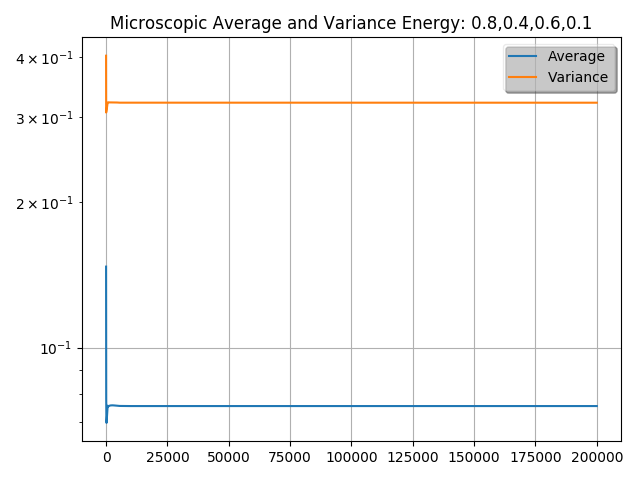 Microscopic Average and Variance Energy: 0.8,0.4,0.6,0.1
4 × 10⁻¹
3 × 10⁻¹
2 × 10⁻¹
10⁻¹
Average
Variance
0 25000 50000 75000 100000 125000 150000 175000 200000